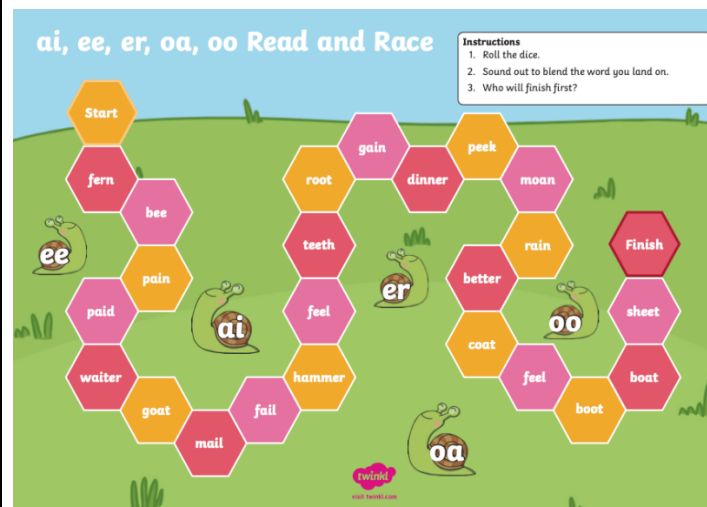 ai, ee, er, oa, oo Read and Race
Instructions
1. Roll the dice.
2. Sound out to blend the word you land on.
3. Who will finish first?
Start
fern
bee
pain
paid
waiter
goat
mail
fail
hammer
feel
teeth
root
gain
dinner
peek
moan
rain
better
coat
feel
boot
boat
sheet
Finish
ee
ai
er
oo
oa
twinkl
visit twinkl.com